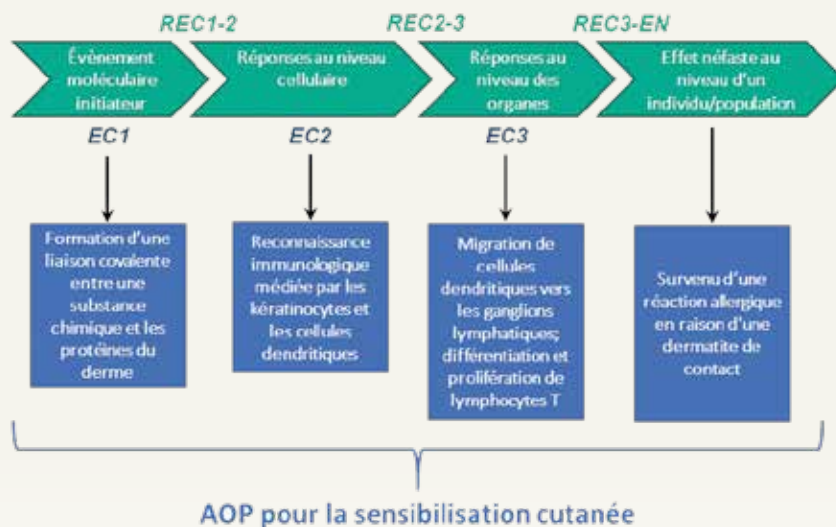 REC1-2
REC2-3
REC3-EN
Évènement
moléculaire
initiateur
Réponses au niveau
cellulaire
Réponses au
niveau des
organes
Effet néfaste au
niveau d'un
individu/population
EC1
EC2
EC3
Formation d'une
liaison covalente
entre une
substance
chimique et les
protéines du
derme
Reconnaissance
immunologique
médiée par les
kératinocytes et
les cellules
dendritiques
Migration de
cellules
dendritiques vers
les ganglions
lymphatiques;
différentiation et
prolifération de
lymphocytes T
Survenu d'une
réaction allergique
en raison d'une
dermatite de
contact
AOP pour la sensibilisation cutanée